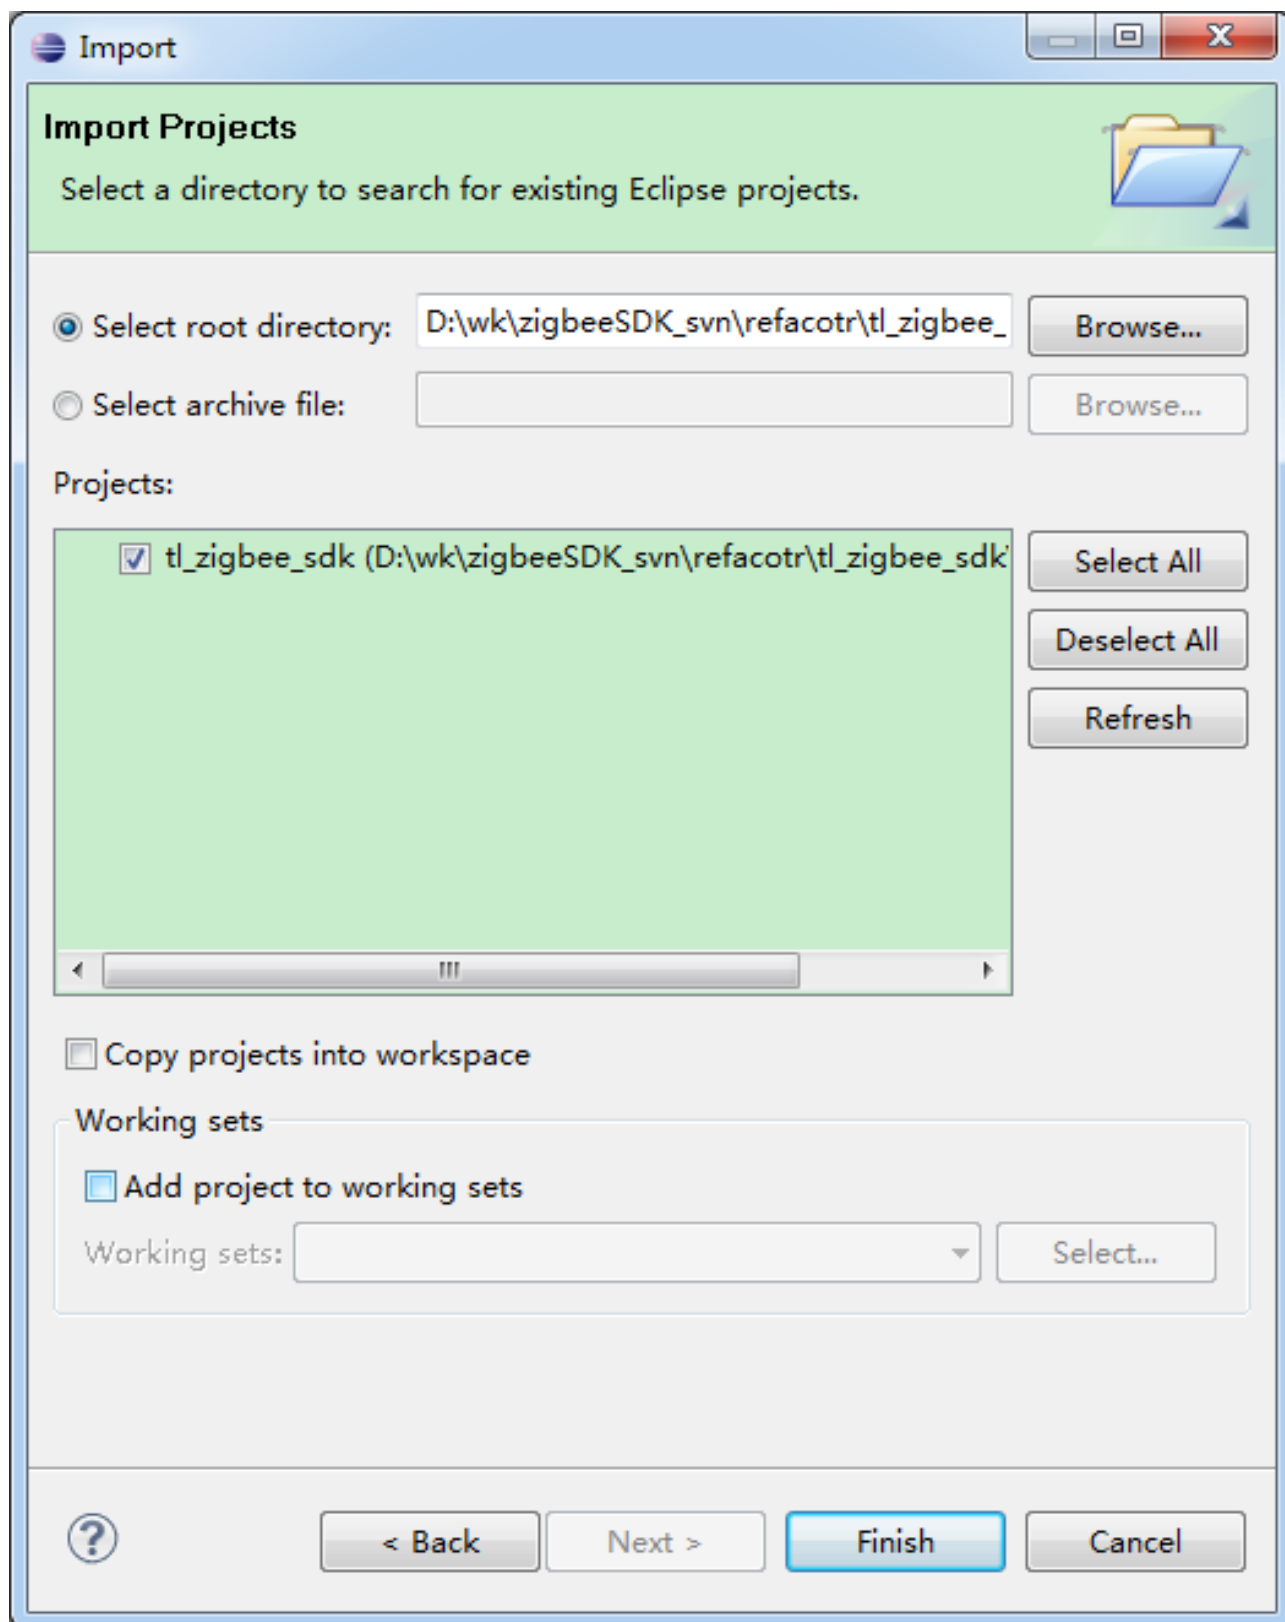 Import
Import Projects
Select a directory to search for existing Eclipse projects.
Select root directory: D:\wk\zigbeeSDK_svn\refacotr\tl_zigbee_ Browse...
Select archive file: Browse...
Projects:
tl_zigbee_sdk (D:\wk\zigbeeSDK_svn\refacotr\tl_zigbee_sdk\ Select All
Deselect All
Refresh
Copy projects into workspace
Working sets
Add project to working sets
Working sets: Select...
? < Back Next > Finish Cancel